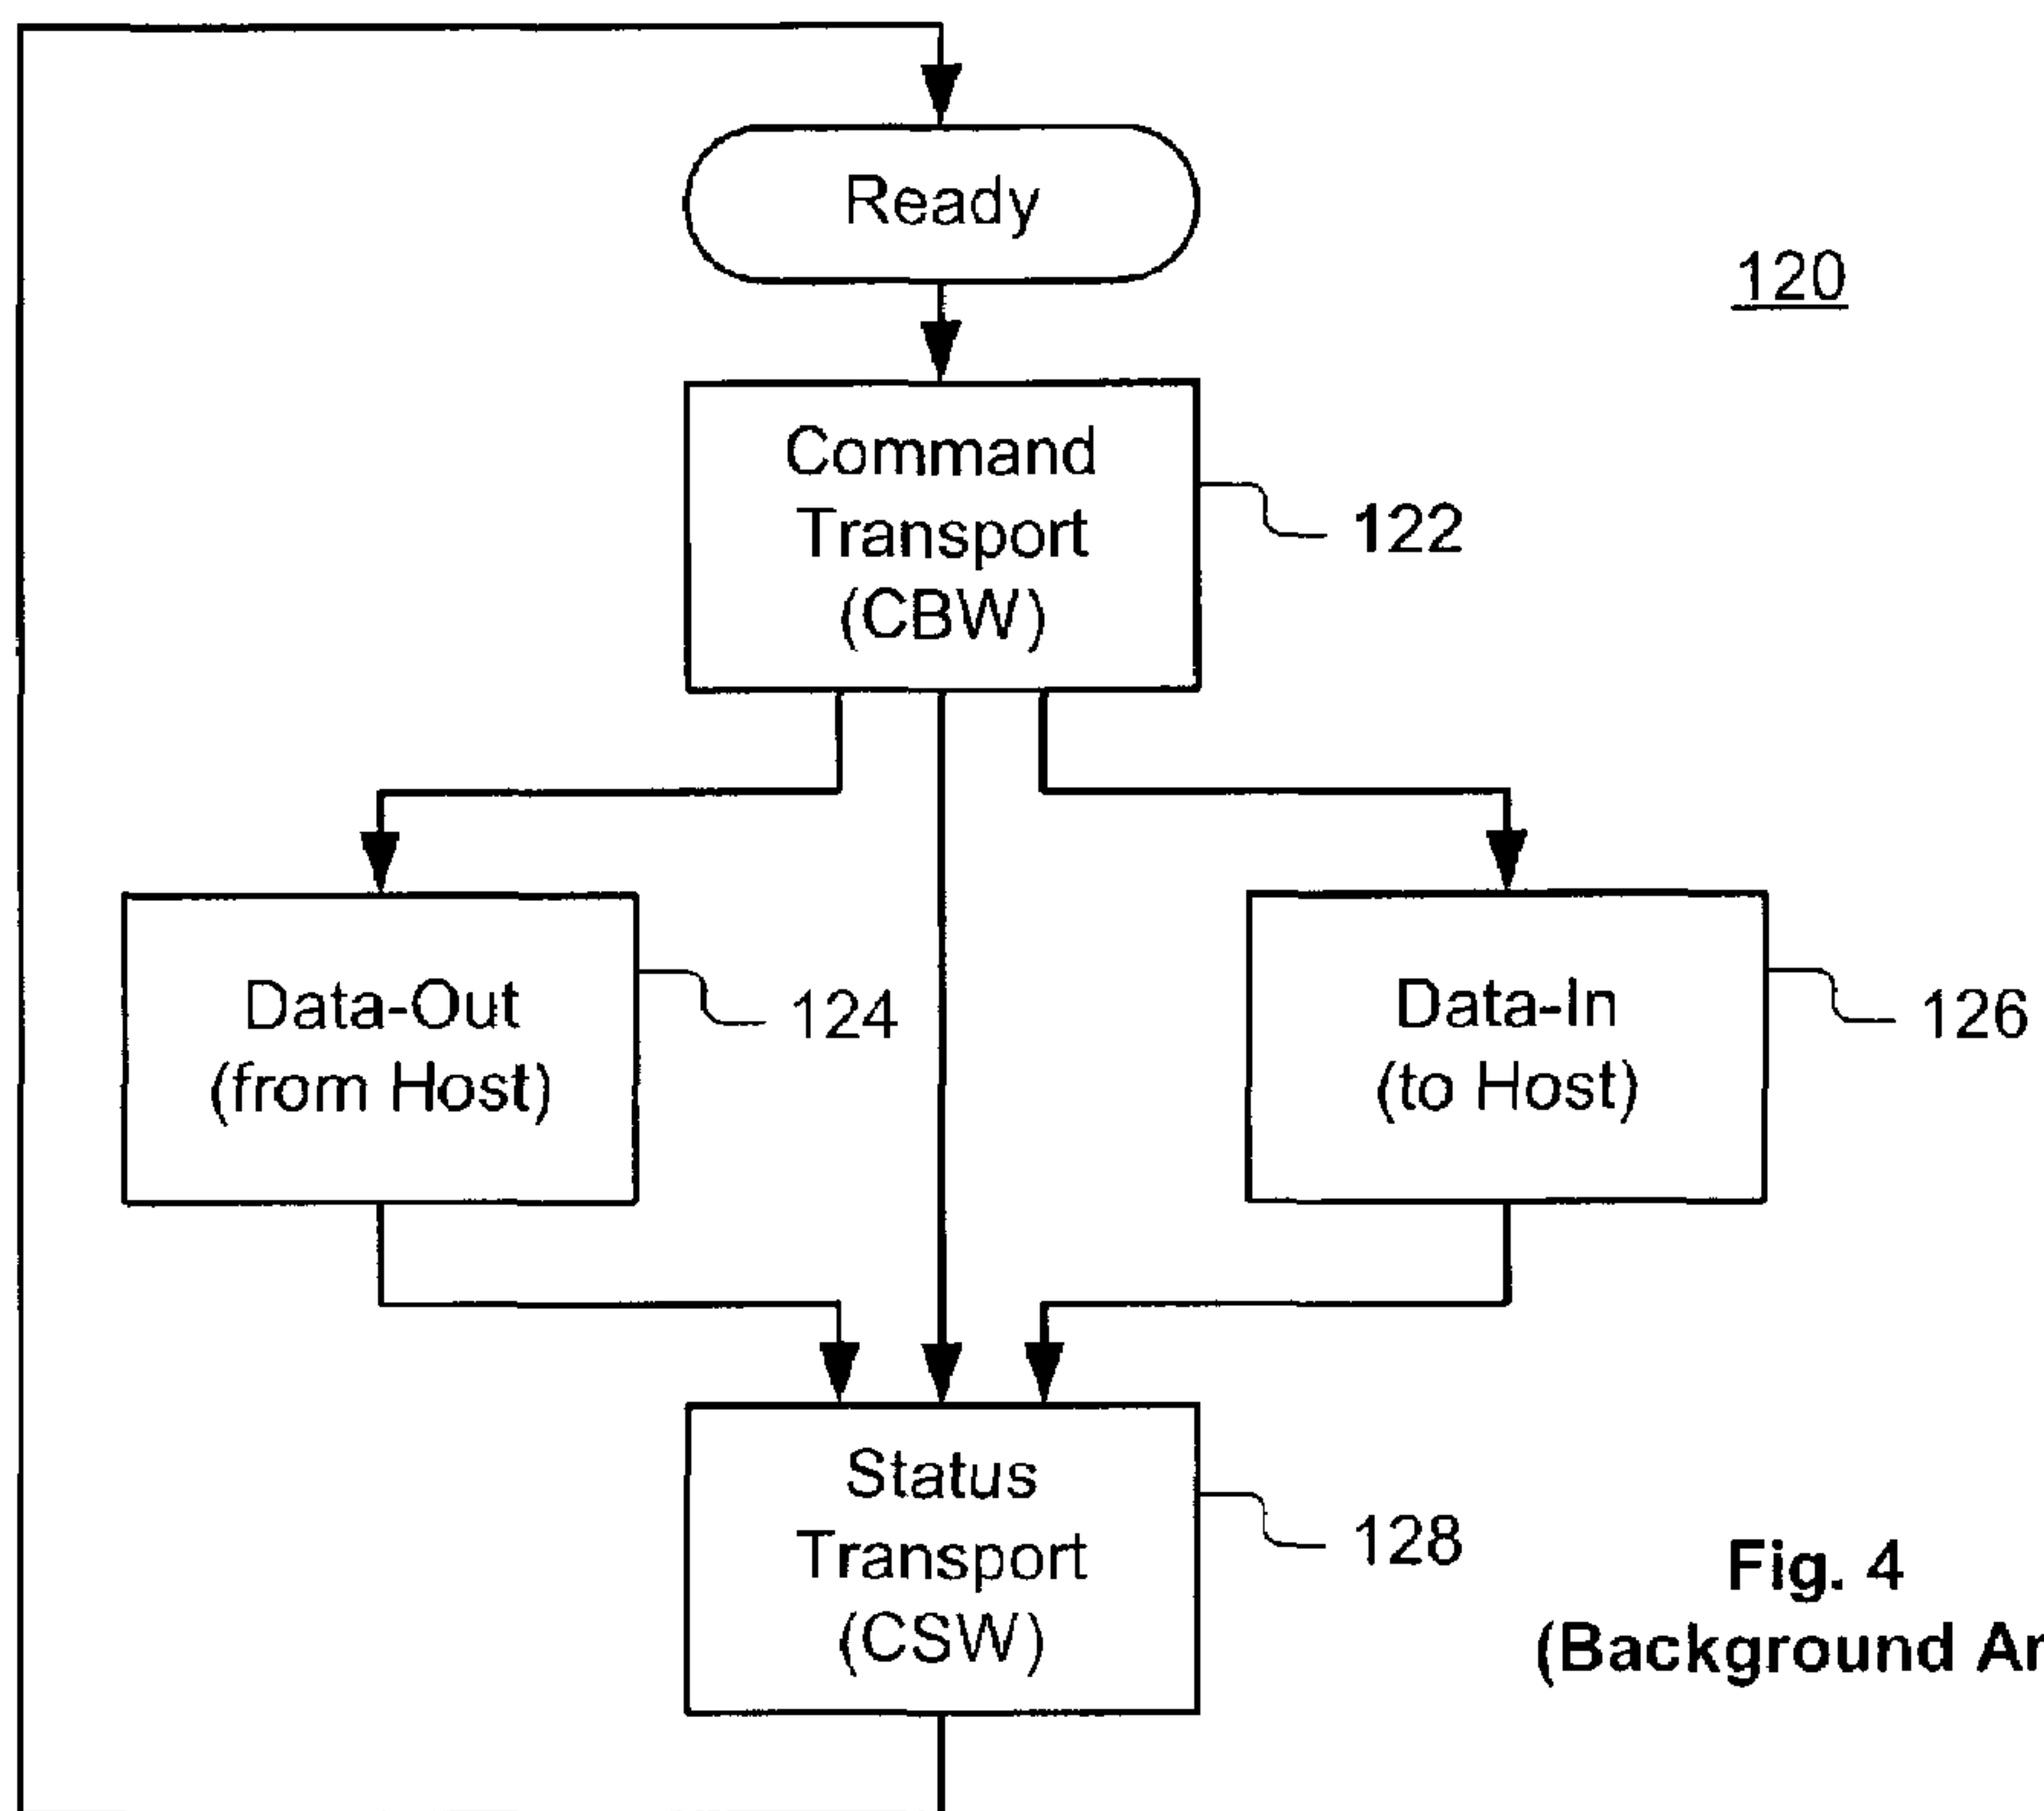 Ready
120
Command
Transport
(CBW)
122
Data-Out
(from Host)
124
Data-In
(to Host)
126
Status
Transport
(CSW)
128
Fig. 4
(Background